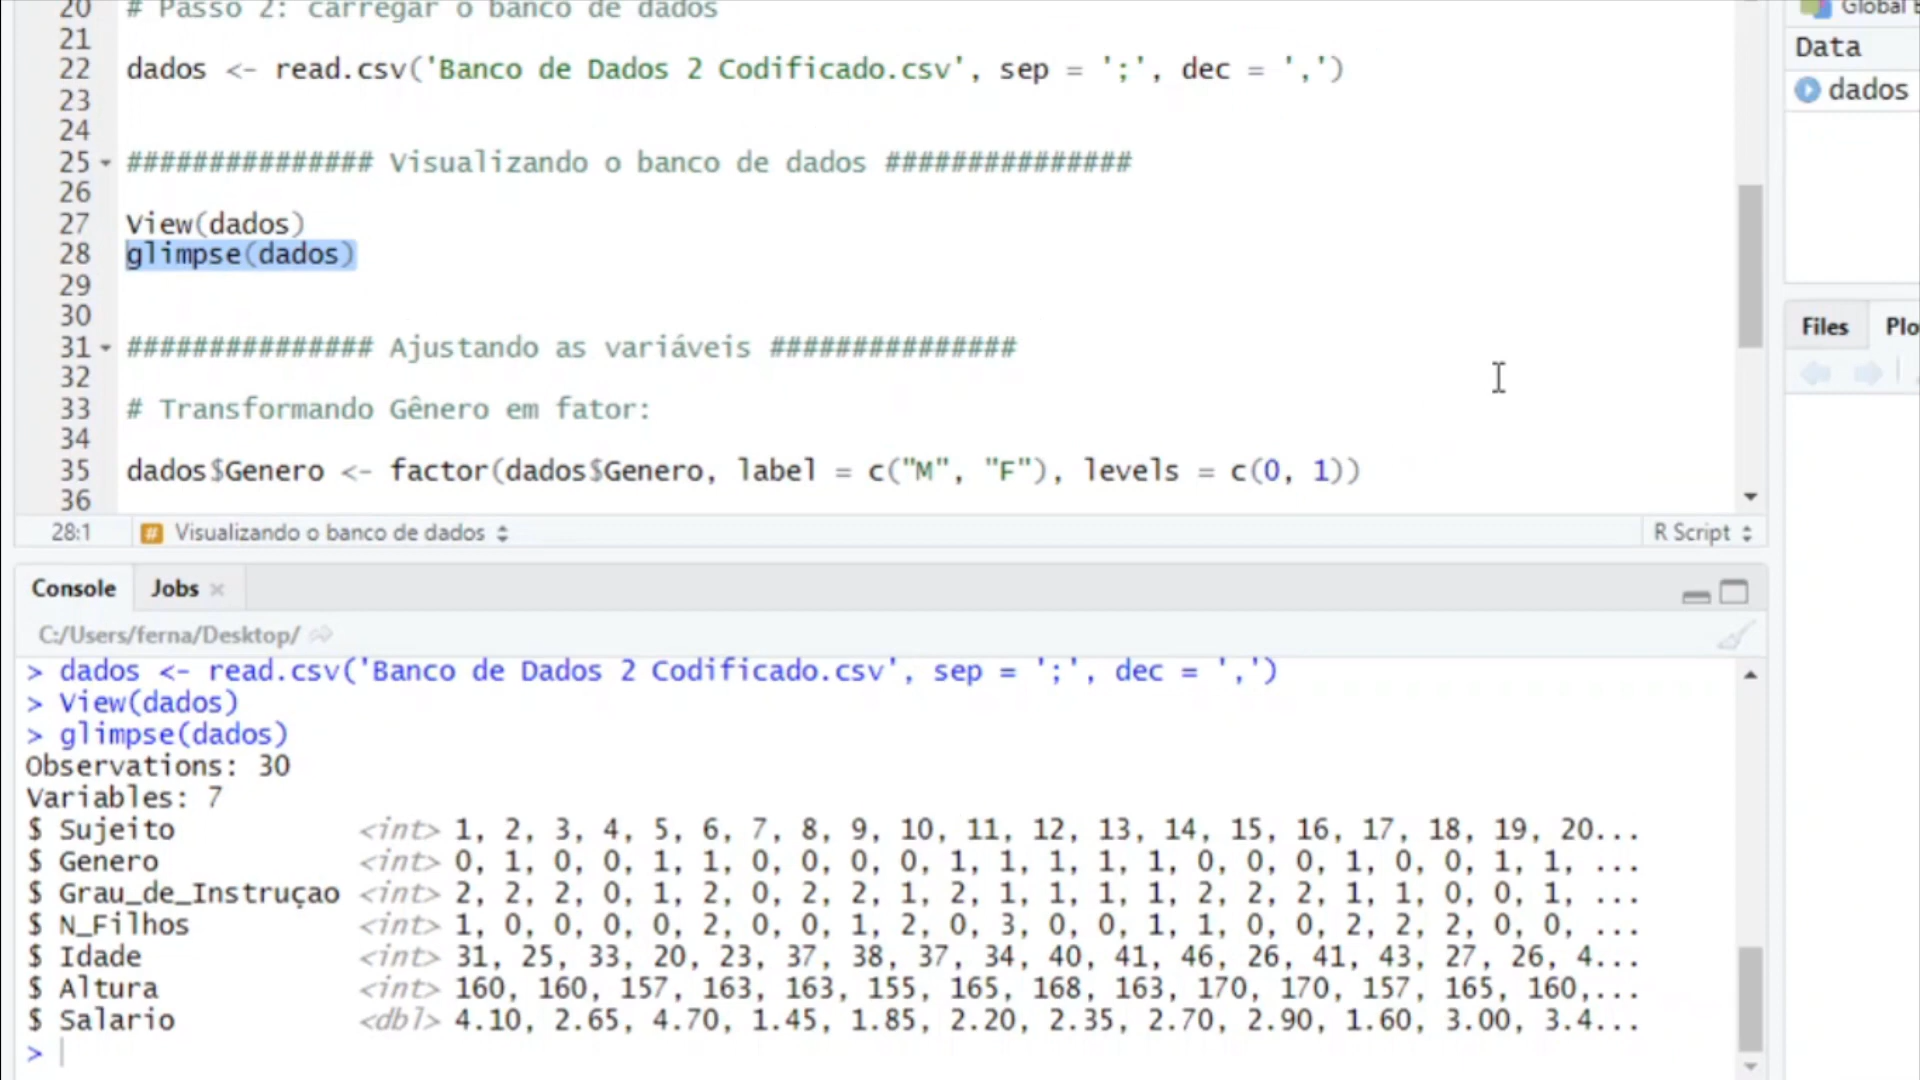 20 # Passo 2: carregar o banco de dados
21
22 dados <- read.csv('Banco de Dados 2 Codificado.csv', sep = ';', dec = ',')
23
24
25 ############### Visualizando o banco de dados ###############
26
27 View(dados)
28 glimpse(dados)
29
30
31 ############### Ajustando as variáveis ###############
32
33 # Transformando Gênero em fator:
34
35 dados$Genero <- factor(dados$Genero, label = c("M", "F"), levels = c(0, 1))
36
28:1 # Visualizando o banco de dados R Script
Console Jobs
C:/Users/ferna/Desktop/
> dados <- read.csv('Banco de Dados 2 Codificado.csv', sep = ';', dec = ',')
> View(dados)
> glimpse(dados)
Observations: 30
Variables: 7
$ Sujeito <int> 1, 2, 3, 4, 5, 6, 7, 8, 9, 10, 11, 12, 13, 14, 15, 16, 17, 18, 19, 20...
$ Genero <int> 0, 1, 0, 0, 1, 1, 0, 0, 0, 0, 1, 1, 1, 1, 1, 0, 0, 0, 1, 0, 0, 1, 1, ...
$ Grau_de_Instruçao <int> 2, 2, 2, 0, 1, 2, 0, 2, 2, 1, 2, 1, 1, 1, 1, 2, 2, 2, 1, 1, 0, 0, 1, ...
$ N_Filhos <int> 1, 0, 0, 0, 0, 2, 0, 0, 1, 2, 0, 3, 0, 0, 1, 1, 0, 0, 2, 2, 2, 0, 0, ...
$ Idade <int> 31, 25, 33, 20, 23, 37, 38, 37, 34, 40, 41, 46, 26, 41, 43, 27, 26, 4...
$ Altura <int> 160, 160, 157, 163, 163, 155, 165, 168, 163, 170, 170, 157, 165, 160,...
$ Salario <dbl> 4.10, 2.65, 4.70, 1.45, 1.85, 2.20, 2.35, 2.70, 2.90, 1.60, 3.00, 3.4...
>
Global E
Data
dados
Files Plo